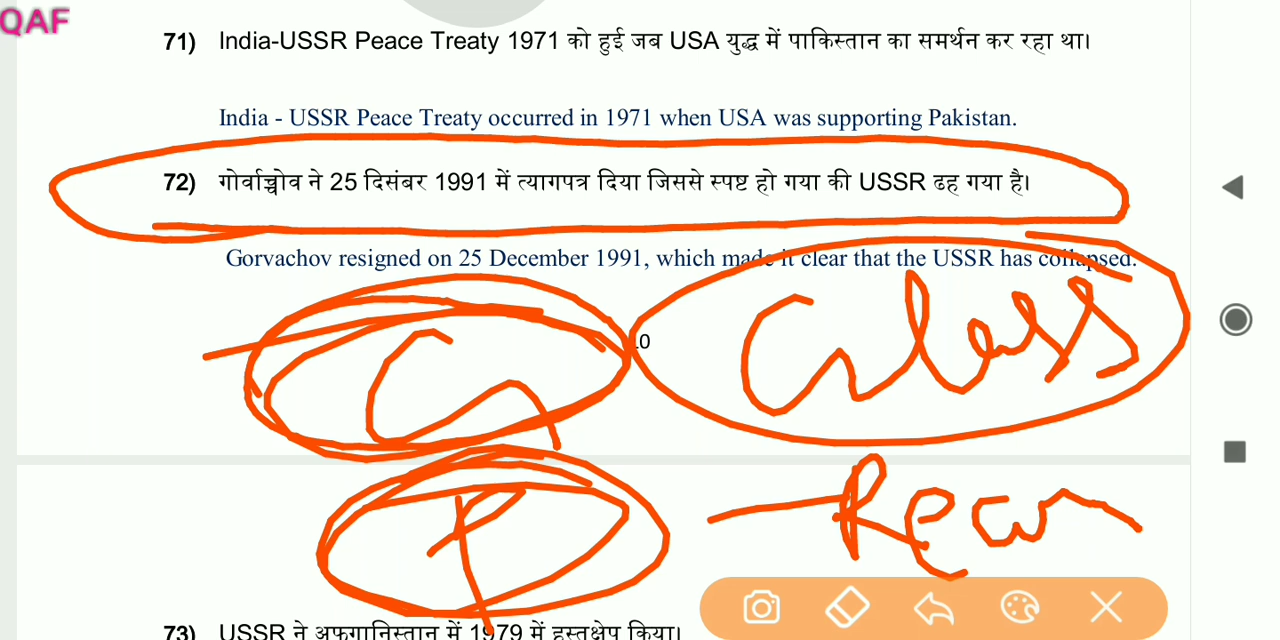 QAF
71) India-USSR Peace Treaty 1971 को हुई जब USA युद्ध में पाकिस्तान का समर्थन कर रहा था।
India - USSR Peace Treaty occurred in 1971 when USA was supporting Pakistan.
72) गोर्वाच्चोव ने 25 दिसंबर 1991 में त्यागपत्र दिया जिससे स्पष्ट हो गया की USSR ढह गया है।
Gorvachov resigned on 25 December 1991, which made it clear that the USSR has collapsed.
G
P
73) USSR ने अफगानिस्तान में 1979 में हस्तक्षेप किया।